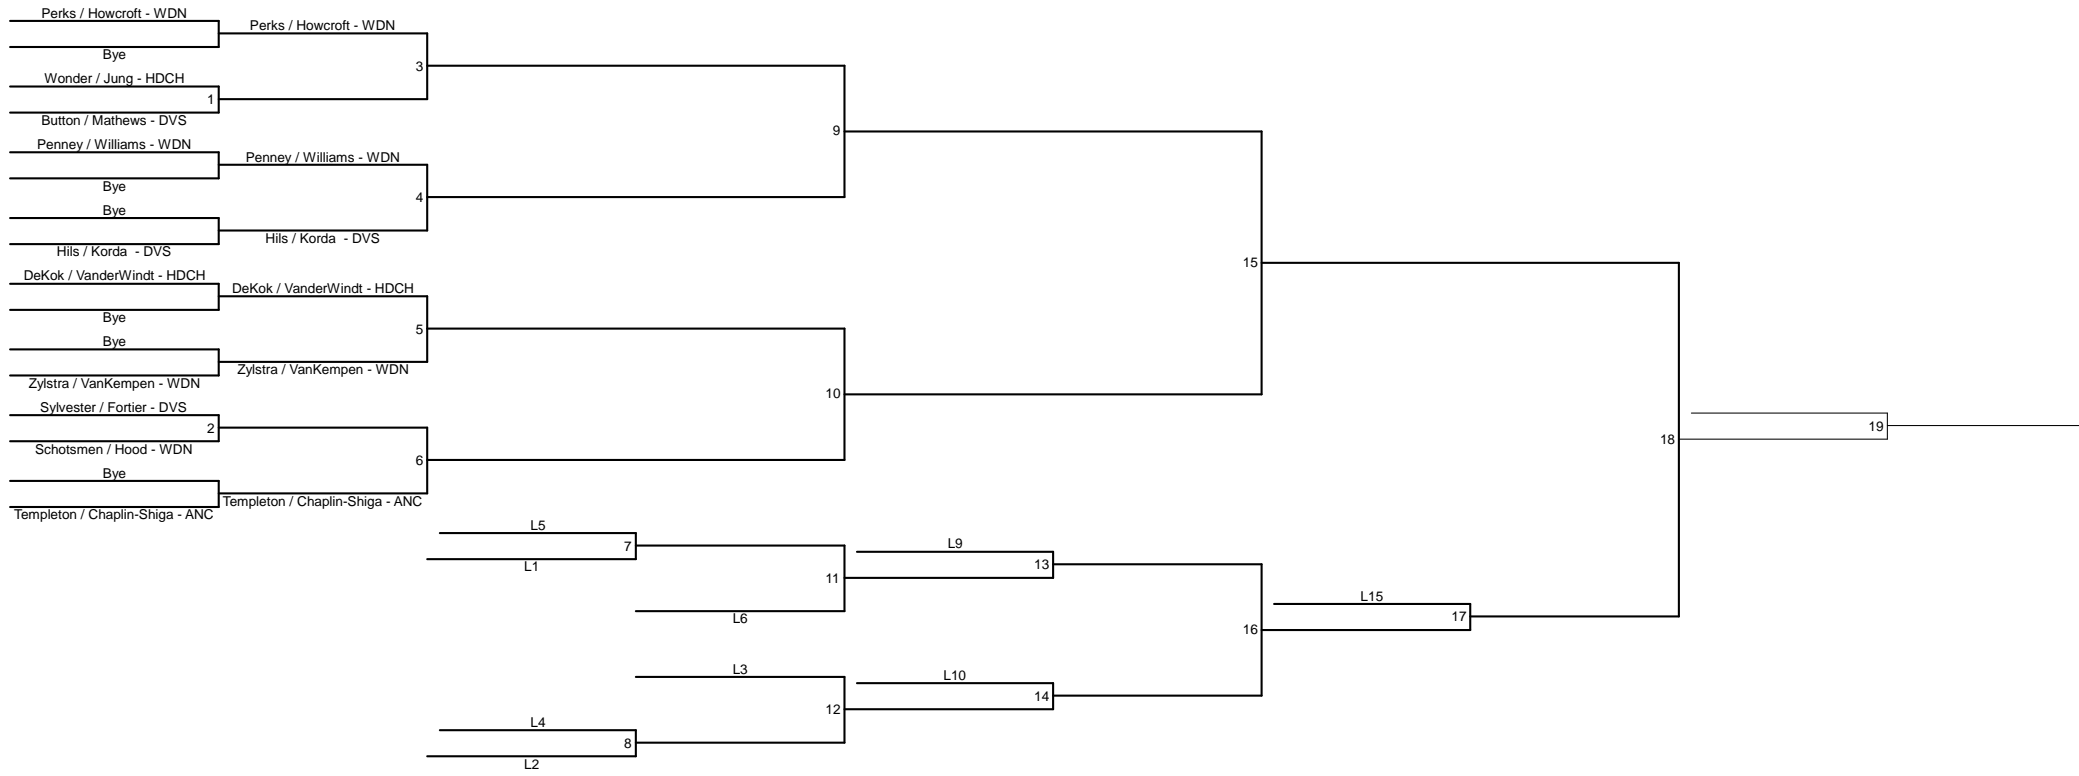 Perks / Howcroft - WDN
Perks / Howcroft - WDN
Bye
3
Wonder / Jung - HDCH
1
Button / Mathews - DVS
9
Penney / Williams - WDN
Penney / Williams - WDN
Bye
4
Bye
Hils / Korda  - DVS
Hils / Korda  - DVS
15
DeKok / VanderWindt - HDCH
DeKok / VanderWindt - HDCH
Bye
5
Bye
Zylstra / VanKempen - WDN
Zylstra / VanKempen - WDN
10
Sylvester / Fortier - DVS
2
Schotsmen / Hood - WDN
6
Bye
Templeton / Chaplin-Shiga - ANC
Templeton / Chaplin-Shiga - ANC
18
19
L5
7
L1
L9
13
11
L6
L15
17
16
L3
L10
14
12
L4
8
L2